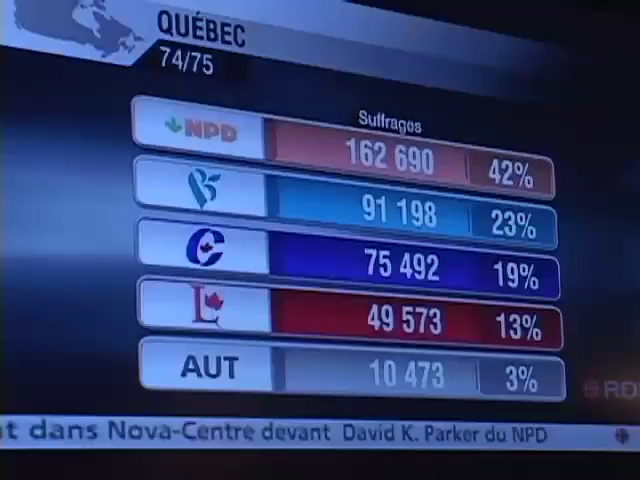 QUÉBEC
74/75
Suffrages
NPD 162 690 42%
91 198 23%
C 75 492 19%
L 49 573 13%
AUT 10 473 3%
RD
t dans Nova-Centre devant David K. Parker du NPD